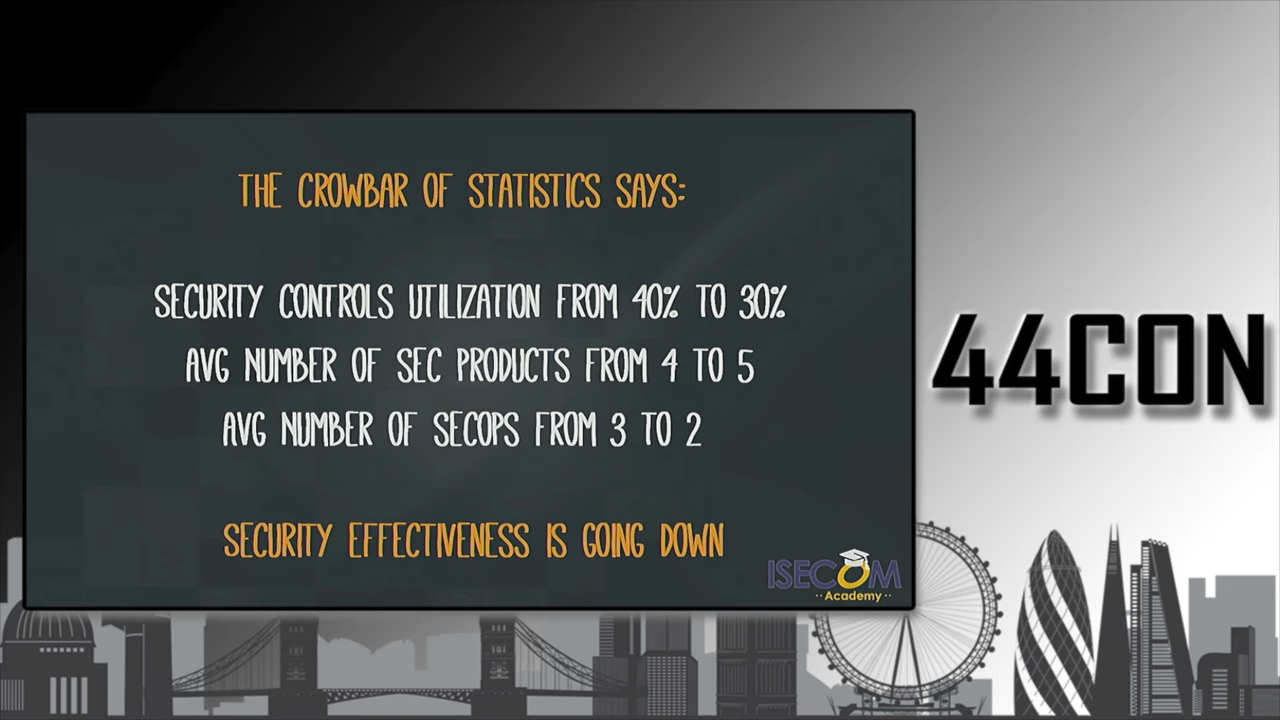 THE CROWBAR OF STATISTICS SAYS:
SECURITY CONTROLS UTILIZATION FROM 40% TO 30%
AVG NUMBER OF SEC PRODUCTS FROM 4 TO 5
AVG NUMBER OF SECOPS FROM 3 TO 2
SECURITY EFFECTIVENESS IS GOING DOWN
ISECOM
Academy
44CON